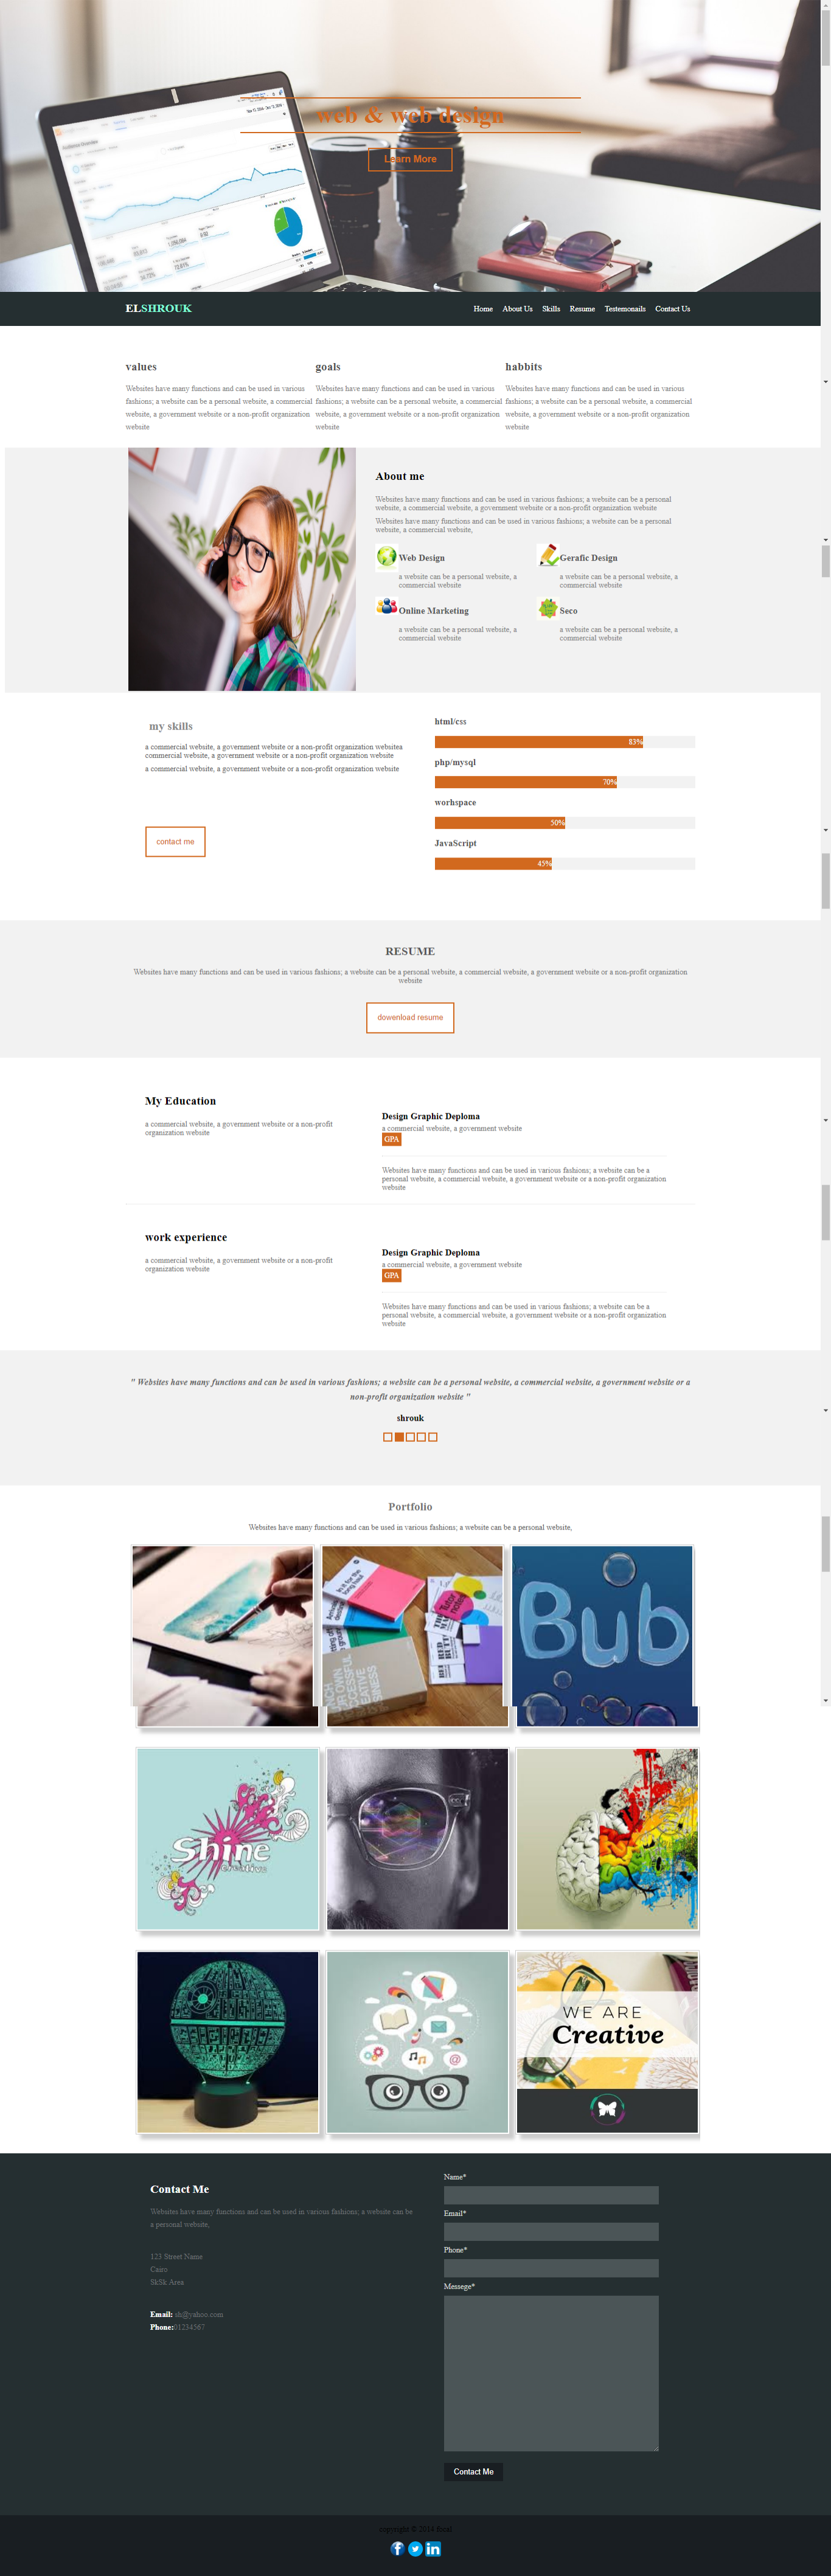 web & web design
Learn More
ELSHROUK
Home About Us Skills Resume Testemonails Contact Us
values
Websites have many functions and can be used in various
fashions; a website can be a personal website, a commercial
website, a government website or a non-profit organization
website
goals
Websites have many functions and can be used in various
fashions; a website can be a personal website, a commercial
website, a government website or a non-profit organization
website
habbits
Websites have many functions and can be used in various
fashions; a website can be a personal website, a commercial
website, a government website or a non-profit organization
website
About me
Websites have many functions and can be used in various fashions; a website can be a personal
website, a commercial website, a government website or a non-profit organization website
Websites have many functions and can be used in various fashions; a website can be a personal
website, a commercial website,
Web Design
a website can be a personal website, a
commercial website
Gerafic Design
a website can be a personal website, a
commercial website
Online Marketing
a website can be a personal website, a
commercial website
Seco
a website can be a personal website, a
commercial website
my skills
a commercial website, a government website or a non-profit organization websitea
commercial website, a government website or a non-profit organization website
a commercial website, a government website or a non-profit organization website
contact me
html/css
83%
php/mysql
70%
worhspace
50%
JavaScript
45%
RESUME
Websites have many functions and can be used in various fashions; a website can be a personal website, a commercial website, a government website or a non-profit organization
website
dowenload resume
My Education
a commercial website, a government website or a non-profit
organization website
Design Graphic Deploma
a commercial website, a government website
GPA
Websites have many functions and can be used in various fashions; a website can be a
personal website, a commercial website, a government website or a non-profit organization
website
work experience
a commercial website, a government website or a non-profit
organization website
Design Graphic Deploma
a commercial website, a government website
GPA
Websites have many functions and can be used in various fashions; a website can be a
personal website, a commercial website, a government website or a non-profit organization
website
" Websites have many functions and can be used in various fashions; a website can be a personal website, a commercial website, a government website or a
non-profit organization website "
shrouk
Portfolio
Websites have many functions and can be used in various fashions; a website can be a personal website,
Bub
Shine
creative
WE ARE
Creative
Contact Me
Websites have many functions and can be used in various fashions; a website can be
a personal website,
123 Street Name
Cairo
SkSk Area
Email: sh@yahoo.com
Phone:01234567
Name*
Email*
Phone*
Messege*
Contact Me
copyright © 2014